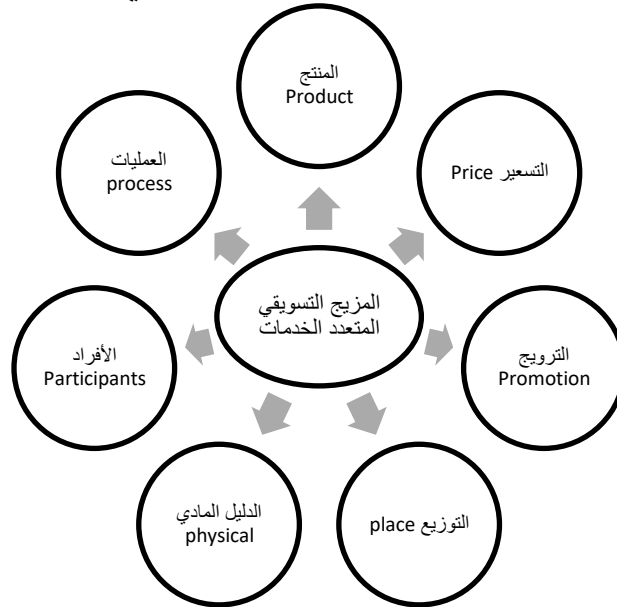 المنتج
Product
التسعير Price
الترويج
Promotion
التوزيع place
الدليل المادي
physical
الأفراد
Participants
العمليات
process
المزيج التسويقي
المتعدد الخدمات